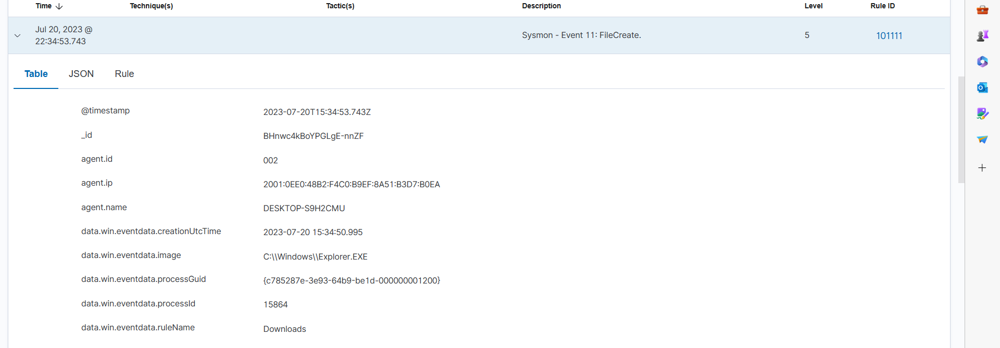 Time Technique(s) Tactic(s) Description Level Rule ID
Jul 20, 2023 @
22:34:53.743
Sysmon - Event 11: FileCreate. 5 101111
Table JSON Rule
@timestamp 2023-07-20T15:34:53.743Z
_id BHnwc4kBoYPGLgE-nnZF
agent.id 002
agent.ip 2001:0EE0:48B2:F4C0:B9EF:8A51:B3D7:B0EA
agent.name DESKTOP-S9H2CMU
data.win.eventdata.creationUtcTime 2023-07-20 15:34:50.995
data.win.eventdata.image C:\\Windows\\Explorer.EXE
data.win.eventdata.processGuid {c785287e-3e93-64b9-be1d-000000001200}
data.win.eventdata.processId 15864
data.win.eventdata.ruleName Downloads